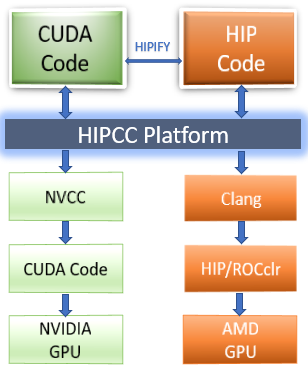 CUDA
Code
HIPIFY
HIP
Code
HIPCC Platform
NVCC
Clang
CUDA Code
HIP/ROCclr
NVIDIA
GPU
AMD
GPU